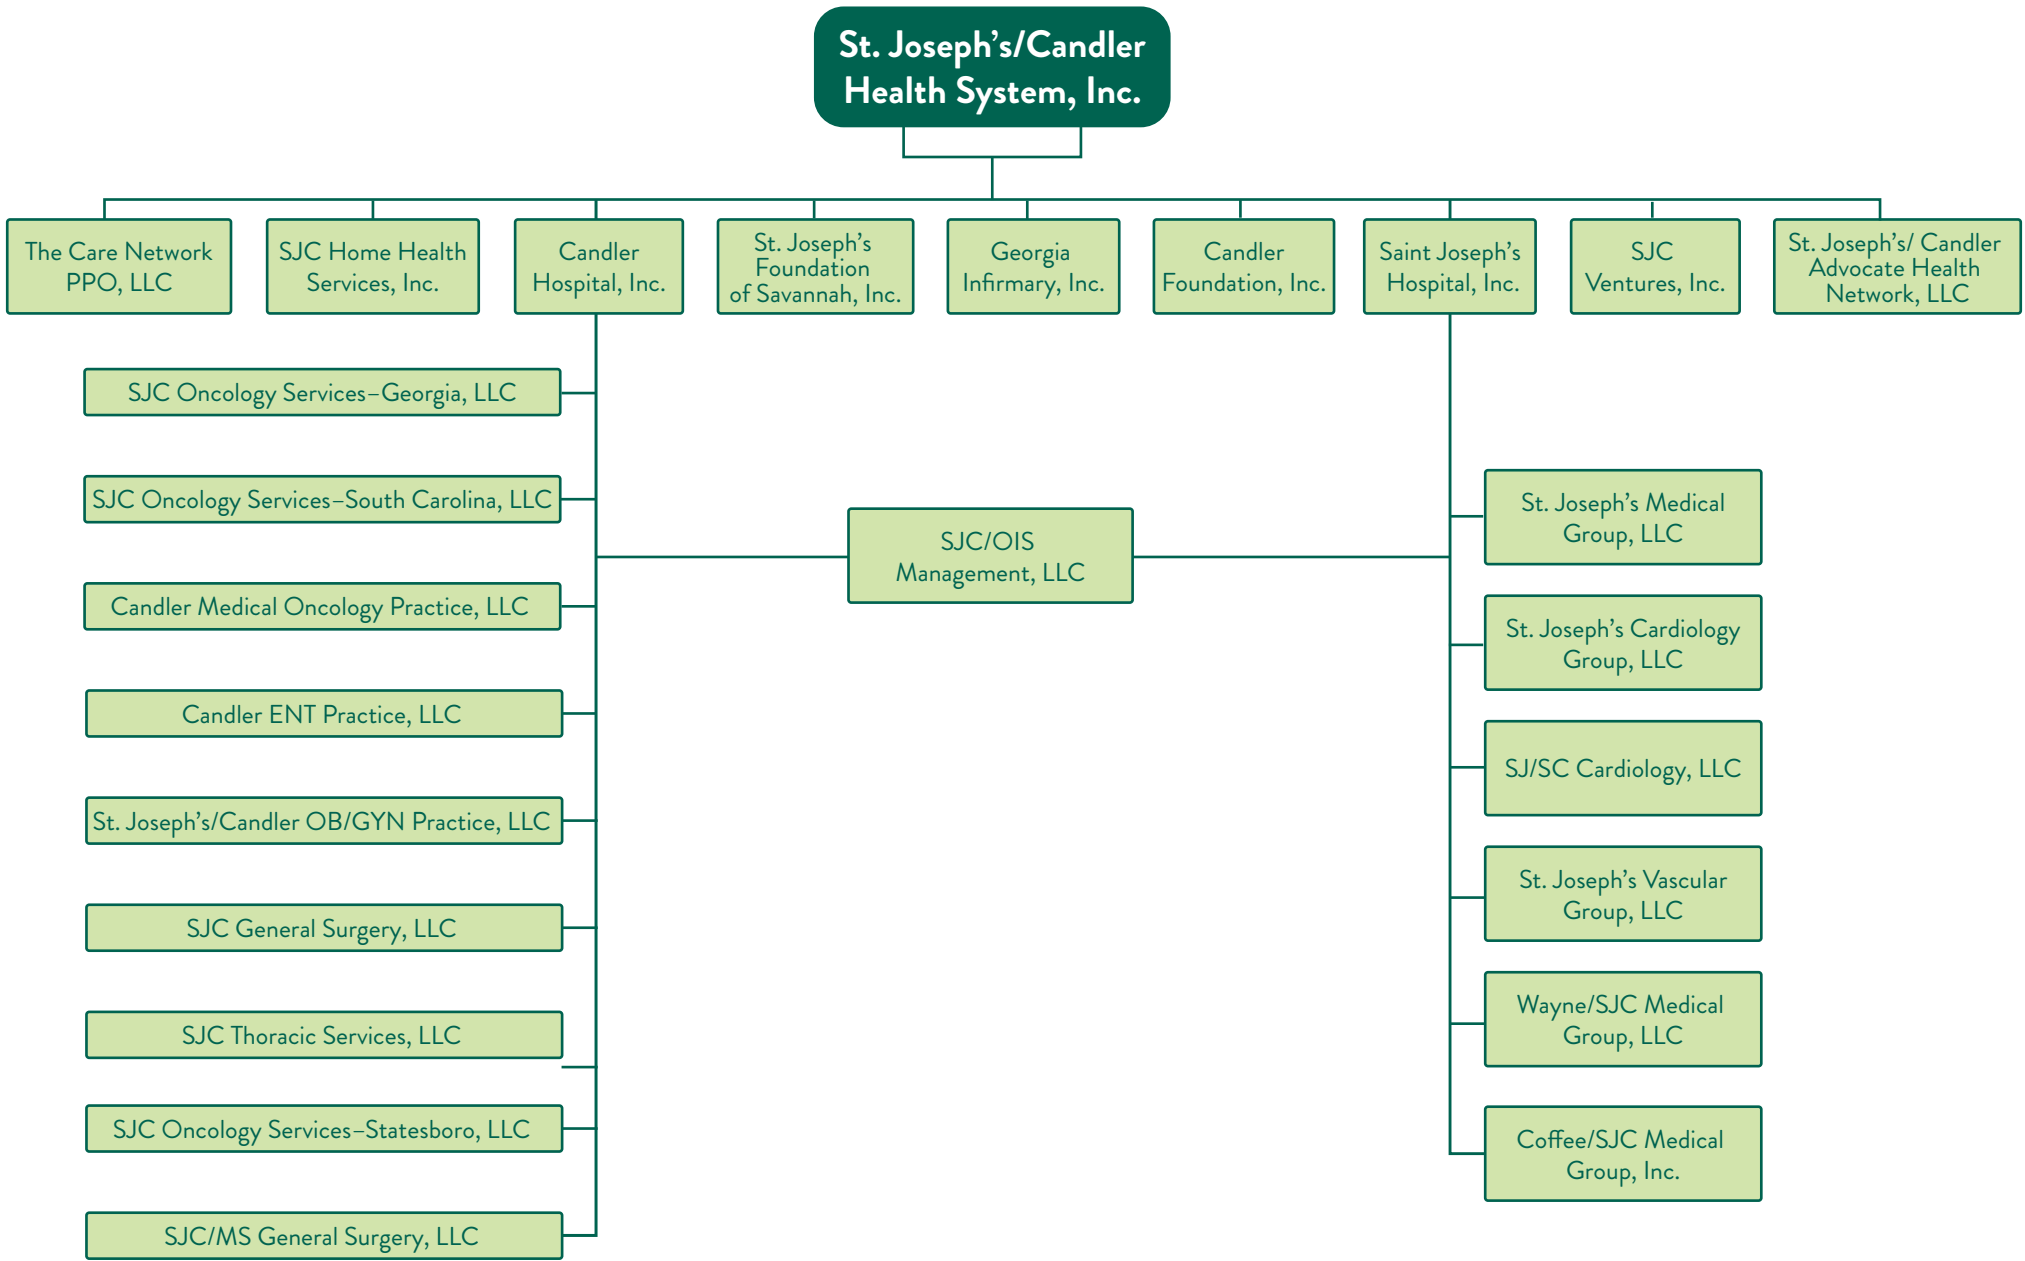 St. Joseph’s/Candler
Health System, Inc.
The Care Network
PPO, LLC
SJC Home Health
Services, Inc.
Candler
Hospital, Inc.
St. Joseph’s
Foundation
of Savannah, Inc.
Georgia
Infirmary, Inc.
Candler
Foundation, Inc.
Saint Joseph’s
Hospital, Inc.
SJC
Ventures, Inc.
St. Joseph’s/ Candler
Advocate Health
Network, LLC
SJC Oncology Services–Georgia, LLC
SJC Oncology Services–South Carolina, LLC
Candler Medical Oncology Practice, LLC
Candler ENT Practice, LLC
St. Joseph’s/Candler OB/GYN Practice, LLC
SJC General Surgery, LLC
SJC Thoracic Services, LLC
SJC Oncology Services–Statesboro, LLC
SJC/MS General Surgery, LLC
SJC/OIS
Management, LLC
St. Joseph’s Medical
Group, LLC
St. Joseph’s Cardiology
Group, LLC
SJ/SC Cardiology, LLC
St. Joseph’s Vascular
Group, LLC
Wayne/SJC Medical
Group, LLC
Coffee/SJC Medical
Group, Inc.